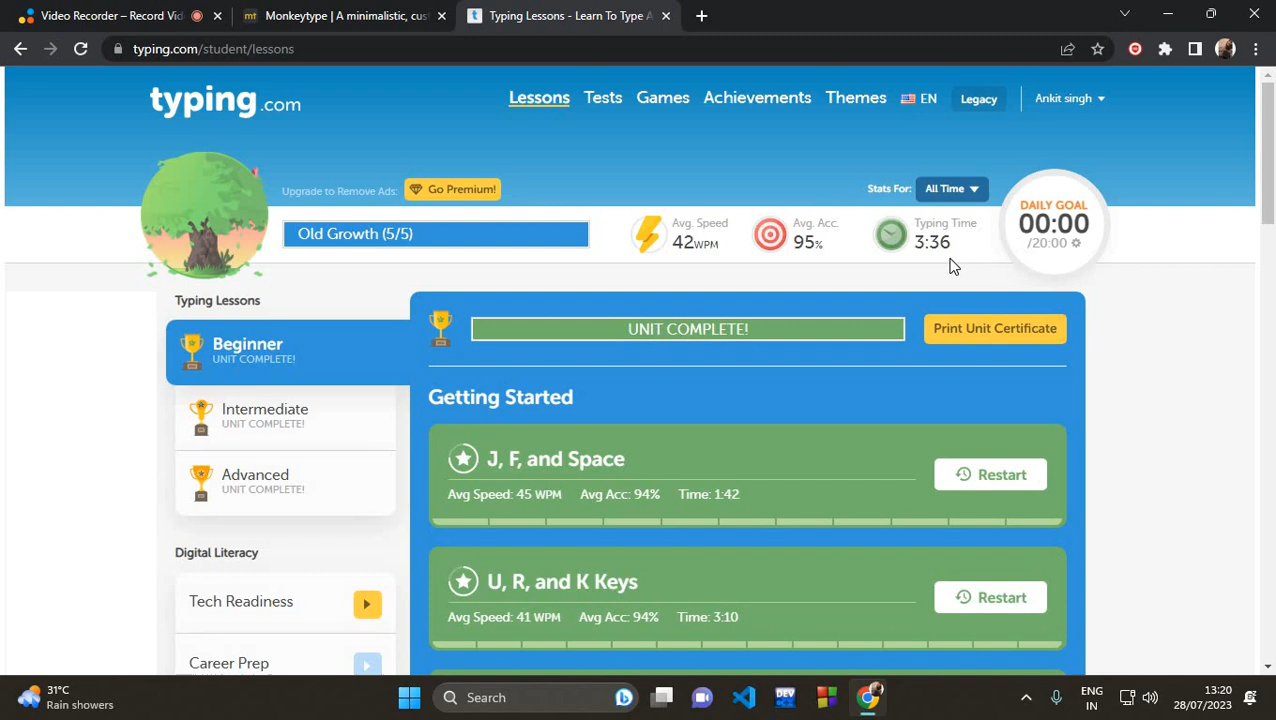 Video Recorder – Record Vid
Monkeytype | A minimalistic, cust
Typing Lessons - Learn To Type A
typing.com/student/lessons
typing.com
Lessons
Tests
Games
Achievements
Themes
EN
Legacy
Ankit singh
Upgrade to Remove Ads:
Go Premium!
Stats For:
All Time
Old Growth (5/5)
Avg. Speed
42WPM
Avg. Acc.
95%
Typing Time
3:36
DAILY GOAL
00:00
/20:00
Typing Lessons
Beginner
UNIT COMPLETE!
Intermediate
UNIT COMPLETE!
Advanced
UNIT COMPLETE!
Digital Literacy
Tech Readiness
Career Prep
UNIT COMPLETE!
Print Unit Certificate
Getting Started
J, F, and Space
Avg Speed: 45 WPM Avg Acc: 94% Time: 1:42
Restart
U, R, and K Keys
Avg Speed: 41 WPM Avg Acc: 94% Time: 3:10
Restart
31°C
Rain showers
Search
DEV
ENG
IN
13:20
28/07/2023